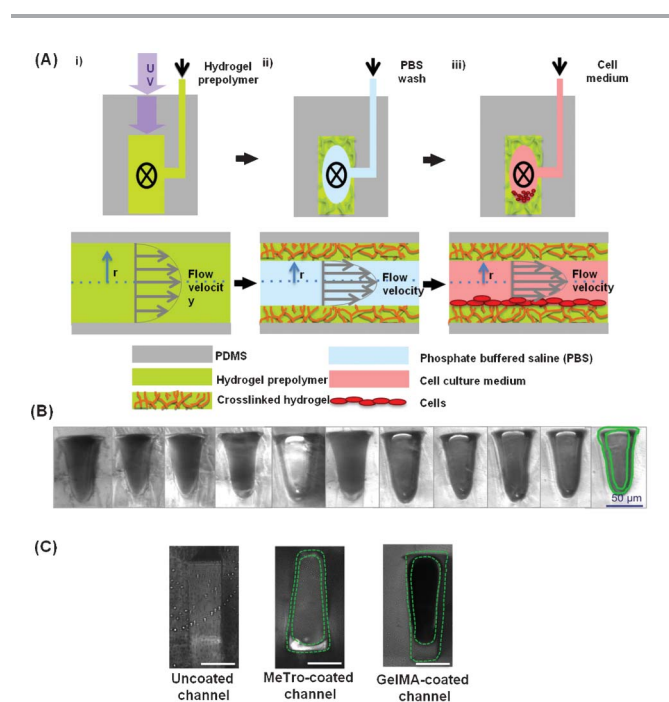 (A)
i)
U
V
Hydrogel
prepolymer
ii)
PBS
wash
iii)
Cell
medium
r
Flow
velocit
y
r
Flow
velocity
r
Flow
velocity
PDMS
Phosphate buffered saline (PBS)
Hydrogel prepolymer
Cell culture medium
Crosslinked hydrogel
Cells
(B)
50 µm
(C)
Uncoated
channel
MeTro-coated
channel
GelMA-coated
channel